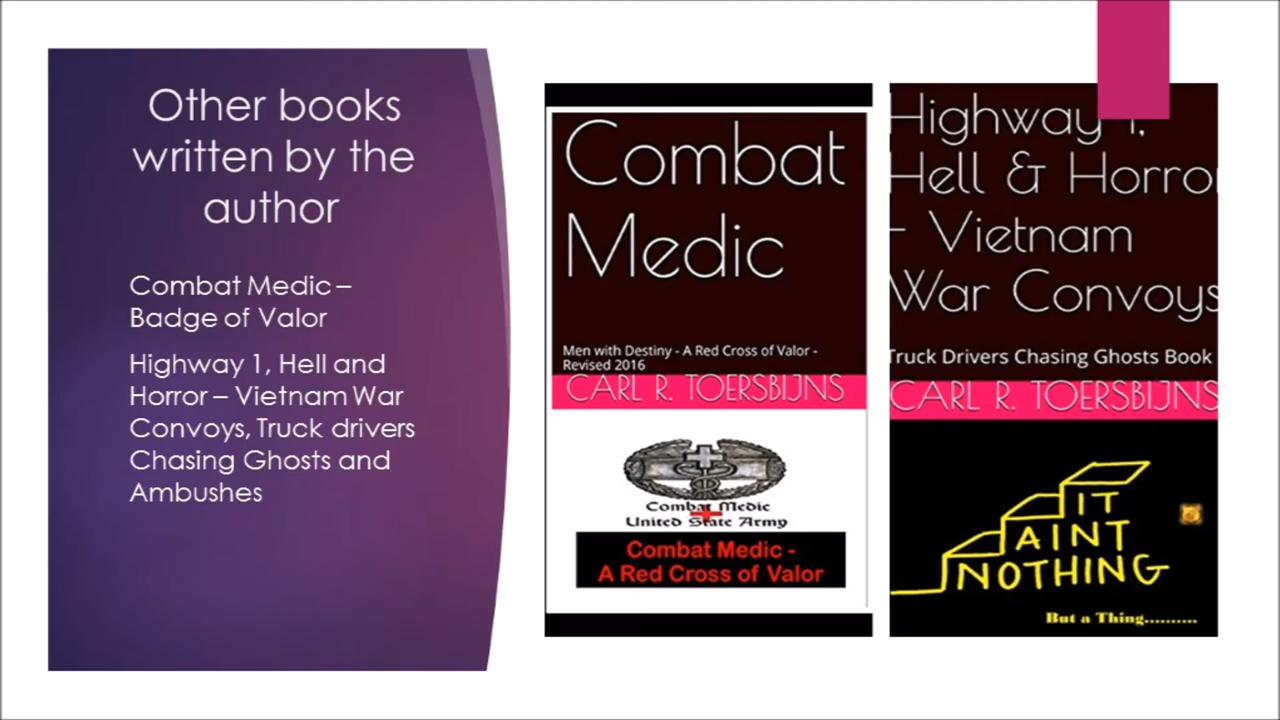 Other books
written by the
author
Combat Medic –
Badge of Valor
Highway 1, Hell and
Horror – Vietnam War
Convoys, Truck drivers
Chasing Ghosts and
Ambushes
Combat
Medic
Men with Destiny - A Red Cross of Valor -
Revised 2016
CARL R. TOERSBIJNS
Combat Medic
United State Army
Combat Medic -
A Red Cross of Valor
Highway 1,
Hell & Horror
- Vietnam
War Convoys
Truck Drivers Chasing Ghosts Book
CARL R. TOERSBIJNS
IT
AINT
NOTHING
But a Thing..........